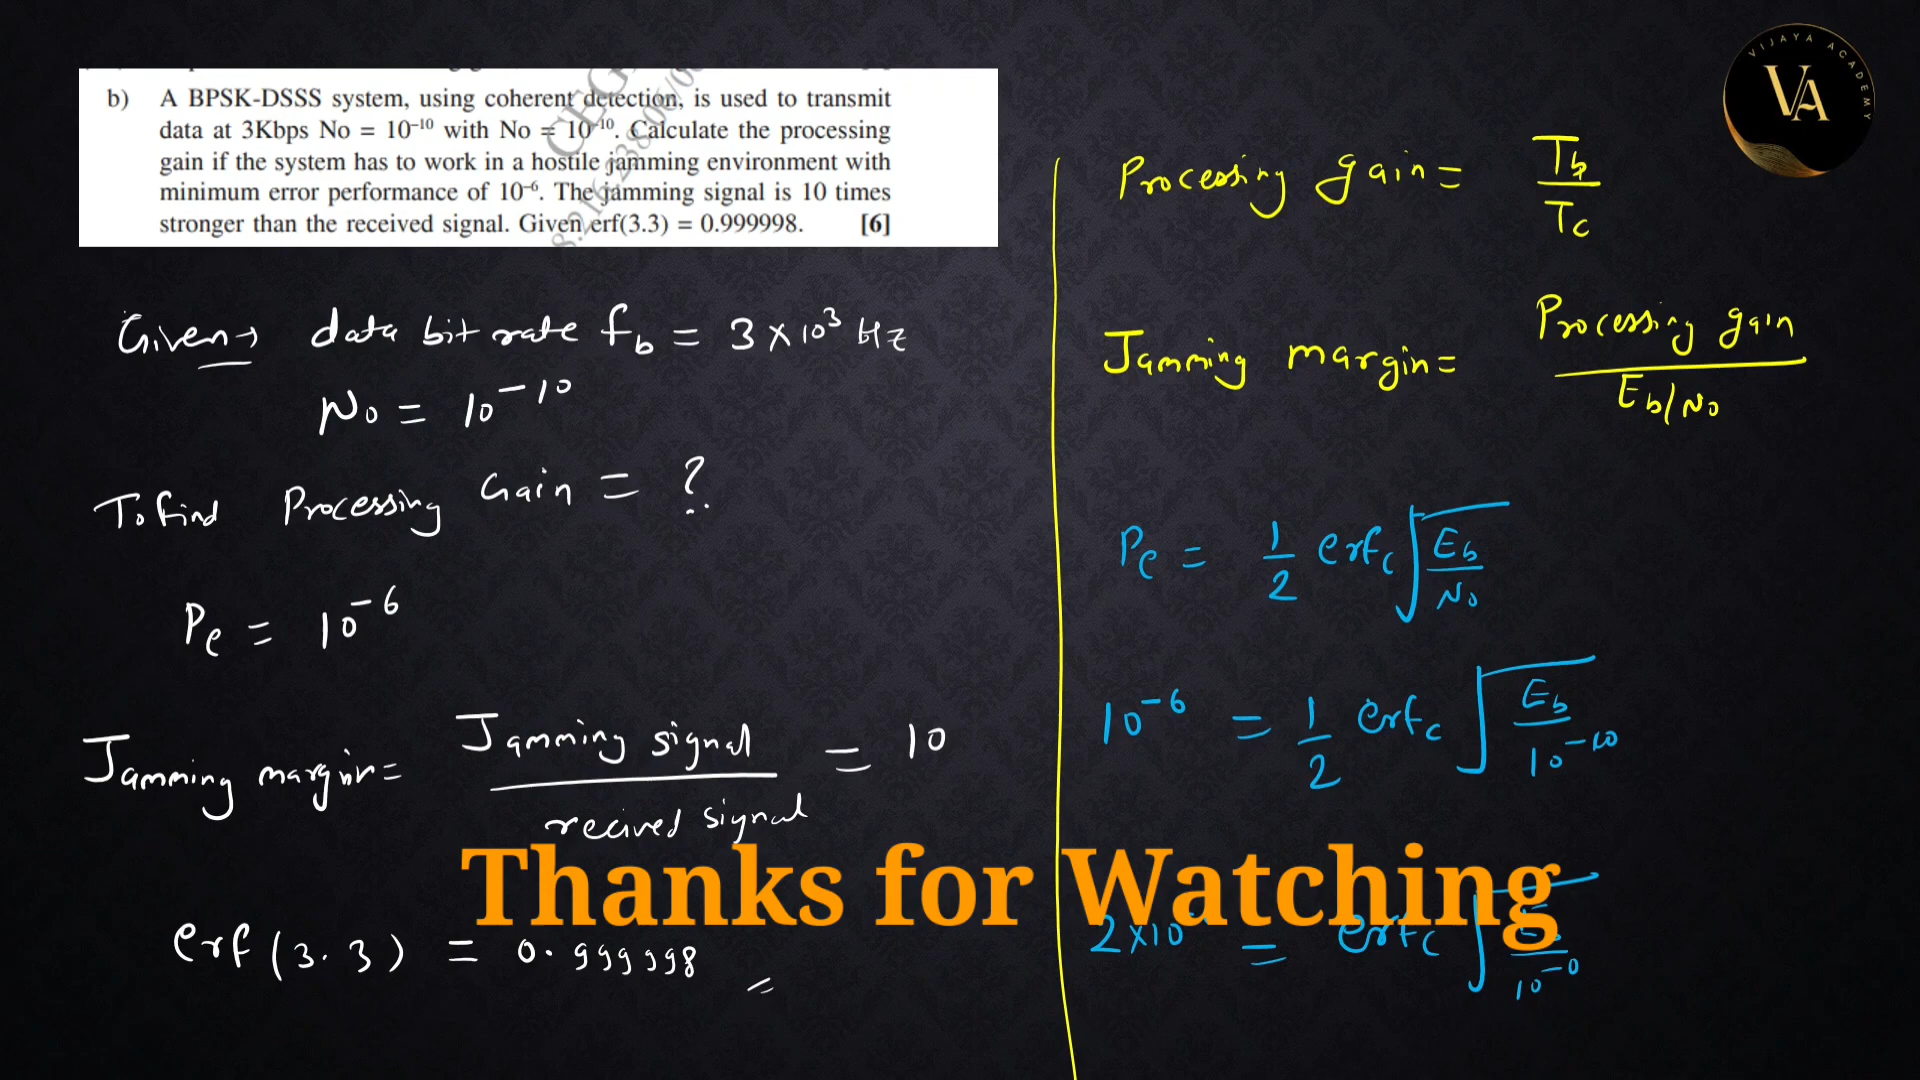 b) A BPSK-DSSS system, using coherent detection, is used to transmit
data at 3Kbps No = 10⁻¹⁰ with No = 10⁻¹⁰. Calculate the processing
gain if the system has to work in a hostile jamming environment with
minimum error performance of 10⁻⁶. The jamming signal is 10 times
stronger than the received signal. Given erf(3.3) = 0.999998. [6]
Given→ data bit rate fb = 3 × 10³ Hz
No = 10⁻¹⁰
To find Processing Gain = ?
Pe = 10⁻⁶
Jamming margin = Jamming signal / recived signal = 10
erf (3.3) = 0.999998
VIJAYA ACADEMY
VA
Processing gain = Tb / Tc
Jamming margin = Processing gain / Eb/No
Pe = 1/2 erfc √(Eb/No)
10⁻⁶ = 1/2 erfc √(Eb/10⁻¹⁰)
2×10 = erfc √
Thanks for Watching